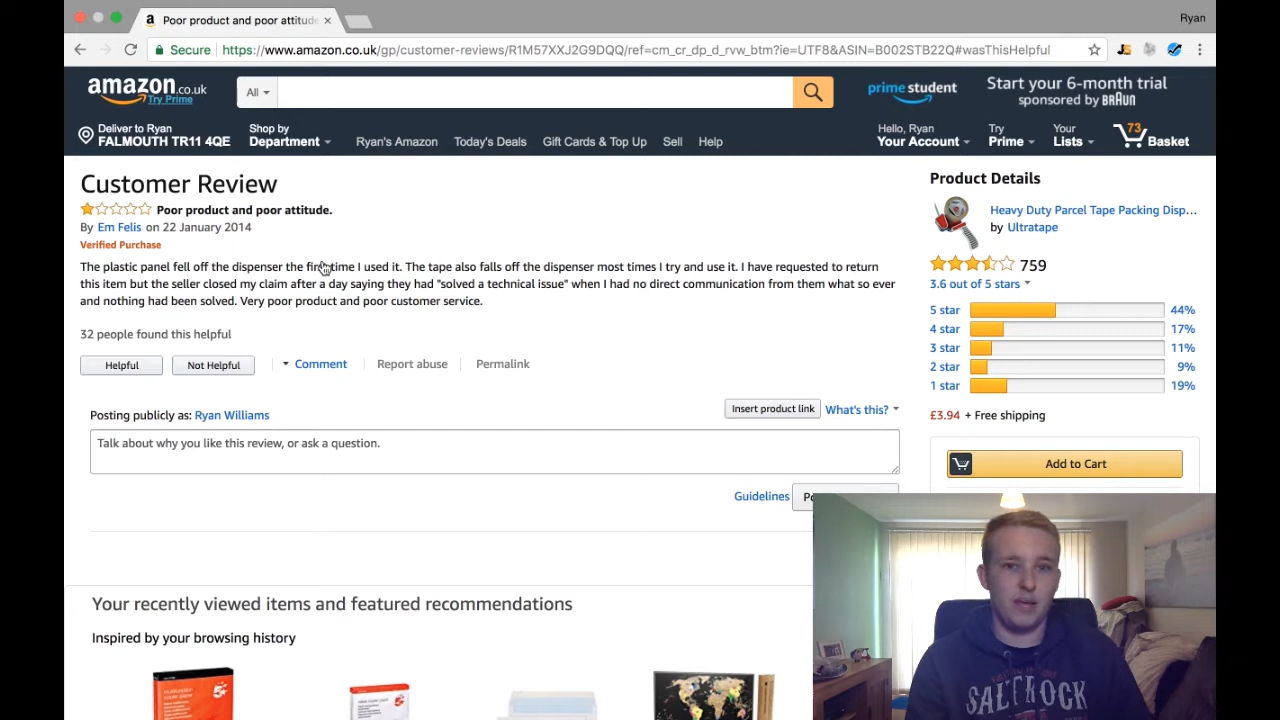 Poor product and poor attitude
Ryan
Secure
https://www.amazon.co.uk/gp/customer-reviews/R1M57XXJ2G9DQQ/ref=cm_cr_dp_d_rvw_btm?ie=UTF8&ASIN=B002STB22Q#wasThisHelpful
amazon.co.uk
Try Prime
All
prime student
Start your 6-month trial
sponsored by BRAUN
Deliver to Ryan
FALMOUTH TR11 4QE
Shop by
Department
Ryan's Amazon
Today's Deals
Gift Cards & Top Up
Sell
Help
Hello, Ryan
Your Account
Try
Prime
Your
Lists
73
Basket
Customer Review
Poor product and poor attitude.
By Em Felis on 22 January 2014
Verified Purchase
The plastic panel fell off the dispenser the first time I used it. The tape also falls off the dispenser most times I try and use it. I have requested to return
this item but the seller closed my claim after a day saying they had "solved a technical issue" when I had no direct communication from them what so ever
and nothing had been solved. Very poor product and poor customer service.
32 people found this helpful
Helpful
Not Helpful
Comment
Report abuse
Permalink
Posting publicly as: Ryan Williams
Insert product link
What's this?
Talk about why you like this review, or ask a question.
Guidelines
Product Details
Heavy Duty Parcel Tape Packing Disp...
by Ultratape
759
3.6 out of 5 stars
5 star 44%
4 star 17%
3 star 11%
2 star 9%
1 star 19%
£3.94 + Free shipping
Add to Cart
Your recently viewed items and featured recommendations
Inspired by your browsing history
SALTROCK